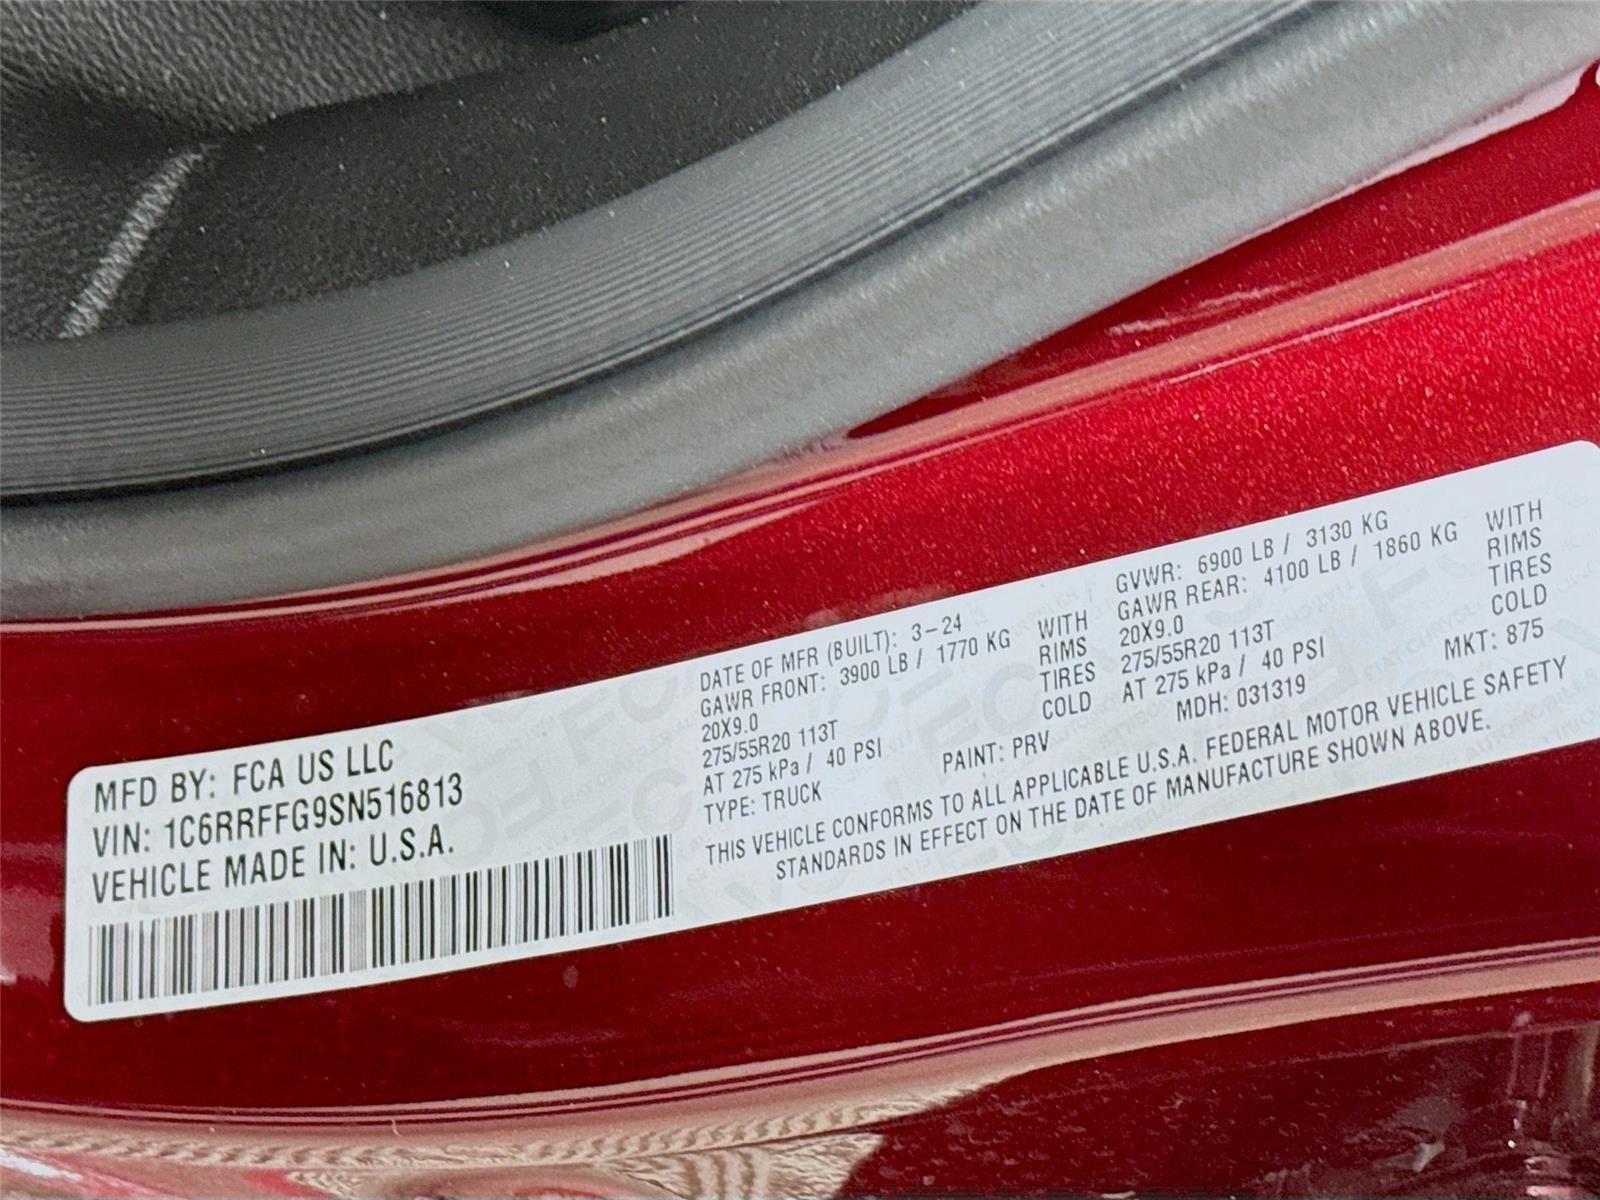 MFD BY: FCA US LLC
VIN: 1C6RRFFG9SN516813
VEHICLE MADE IN: U.S.A.
DATE OF MFR (BUILT): 3-24
GAWR FRONT: 3900 LB / 1770 KG WITH
20X9.0 RIMS
275/55R20 113T TIRES
AT 275 kPa / 40 PSI COLD
TYPE: TRUCK PAINT: PRV
GVWR: 6900 LB / 3130 KG
GAWR REAR: 4100 LB / 1860 KG WITH
20X9.0 RIMS
275/55R20 113T TIRES
AT 275 kPa / 40 PSI COLD
MDH: 031319 MKT: 875
THIS VEHICLE CONFORMS TO ALL APPLICABLE U.S.A. FEDERAL MOTOR VEHICLE SAFETY
STANDARDS IN EFFECT ON THE DATE OF MANUFACTURE SHOWN ABOVE.